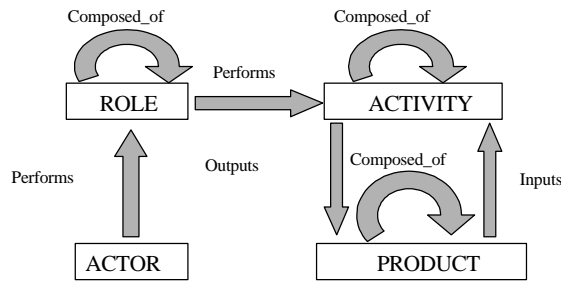 Composed_of
Composed_of
Performs
ROLE
ACTIVITY
Composed_of
Performs
Outputs
Inputs
ACTOR
PRODUCT